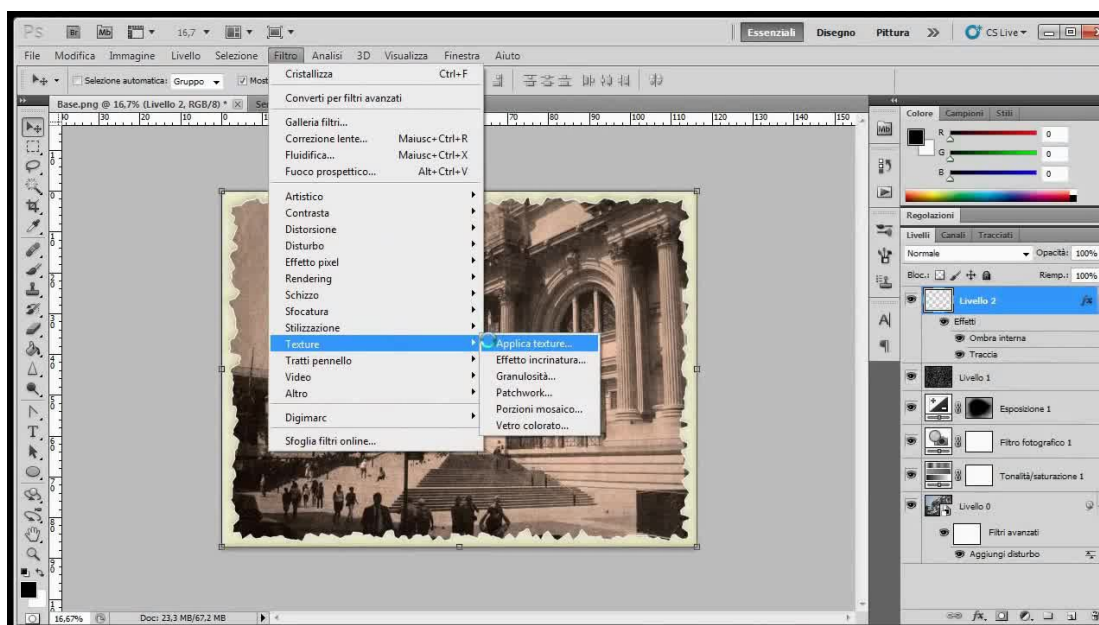 Ps Br Mb 16,7 Essenziali Disegno Pittura CS Live
File Modifica Immagine Livello Selezione Filtro Analisi 3D Visualizza Finestra Aiuto
Selezione automatica: Gruppo Most
Base.png @ 16,7% (Livello 2, RGB/8) *
Cristallizza Ctrl+F
Converti per filtri avanzati
Galleria filtri...
Correzione lente... Maiusc+Ctrl+R
Fluidifica... Maiusc+Ctrl+X
Fuoco prospettico... Alt+Ctrl+V
Artistico
Contrasta
Distorsione
Disturbo
Effetto pixel
Rendering
Schizzo
Sfocatura
Stilizzazione
Texture
Tratti pennello
Video
Altro
Digimarc
Sfoglia filtri online...
Applica texture...
Effetto incrinatura...
Granulosità...
Patchwork...
Porzioni mosaico...
Vetro colorato...
Colore Campioni Stili
R 0
G 0
B 0
Regolazioni
Livelli Canali Tracciati
Normale Opacità: 100%
Bloc.: Riemp.: 100%
Livello 2 fx
Effetti
Ombra interna
Traccia
Livello 1
Esposizione 1
Filtro fotografico 1
Tonalità/saturazione 1
Livello 0
Filtri avanzati
Aggiungi disturbo
16,67% Doc: 23,3 MB/67,2 MB